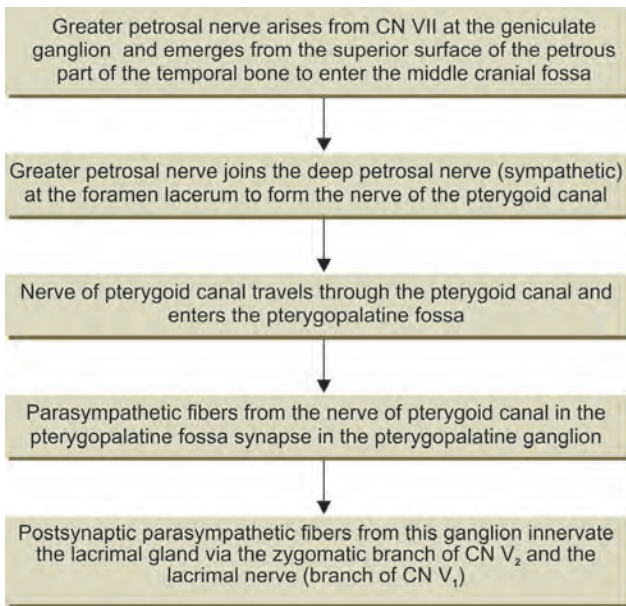 Greater petrosal nerve arises from CN VII at the geniculate
ganglion and emerges from the superior surface of the petrous
part of the temporal bone to enter the middle cranial fossa
Greater petrosal nerve joins the deep petrosal nerve (sympathetic)
at the foramen lacerum to form the nerve of the pterygoid canal
Nerve of pterygoid canal travels through the pterygoid canal and
enters the pterygopalatine fossa
Parasympathetic fibers from the nerve of pterygoid canal in the
pterygopalatine fossa synapse in the pterygopalatine ganglion
Postsynaptic parasympathetic fibers from this ganglion innervate
the lacrimal gland via the zygomatic branch of CN V₂ and the
lacrimal nerve (branch of CN V₁)